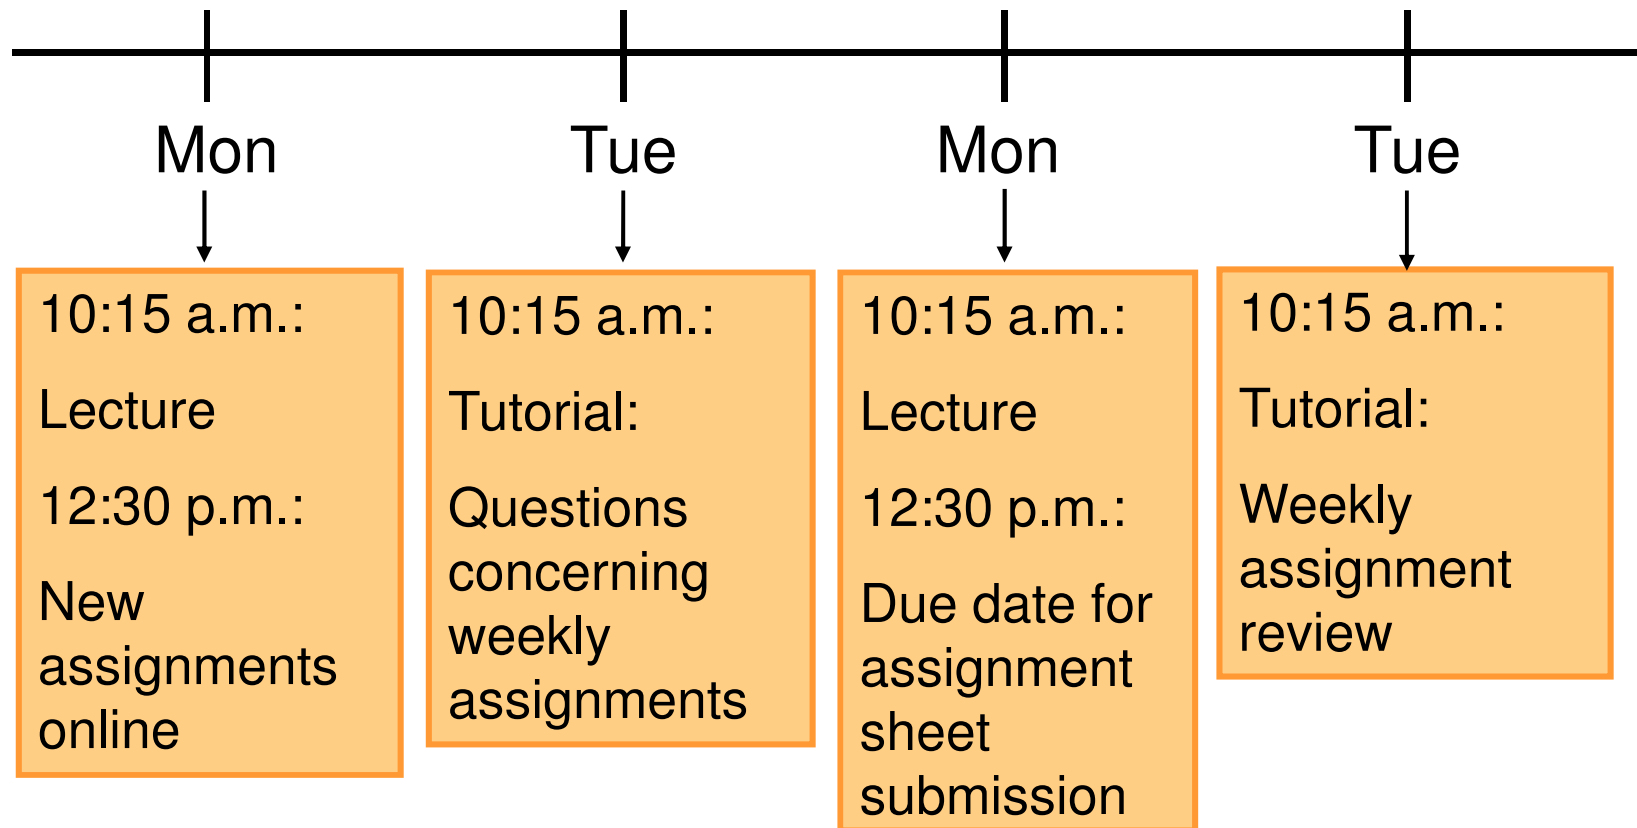 Mon
Tue
Mon
Tue
10:15 a.m.:
Lecture
12:30 p.m.:
New
assignments
online
10:15 a.m.:
Tutorial:
Questions
concerning
weekly
assignments
10:15 a.m.:
Lecture
12:30 p.m.:
Due date for
assignment
sheet
submission
10:15 a.m.:
Tutorial:
Weekly
assignment
review